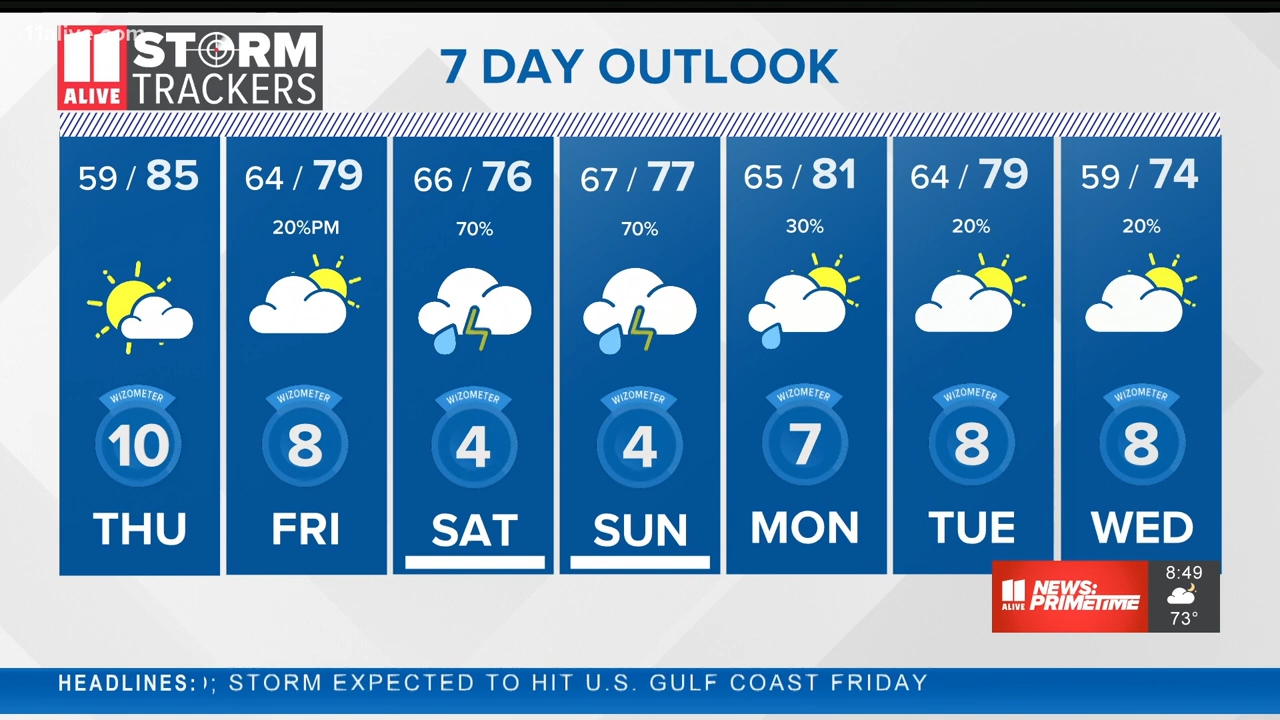 11alive.com
11 ALIVE
STORM
TRACKERS
7 DAY OUTLOOK
59 / 85
64 / 79
66 / 76
67 / 77
65 / 81
64 / 79
59 / 74
20%PM
70%
70%
30%
20%
20%
WIZOMETER
WIZOMETER
WIZOMETER
WIZOMETER
WIZOMETER
WIZOMETER
WIZOMETER
10
8
4
4
7
8
8
THU
FRI
SAT
SUN
MON
TUE
WED
11 ALIVE
NEWS:
PRIMETIME
8:49
73°
HEADLINES: ; STORM EXPECTED TO HIT U.S. GULF COAST FRIDAY